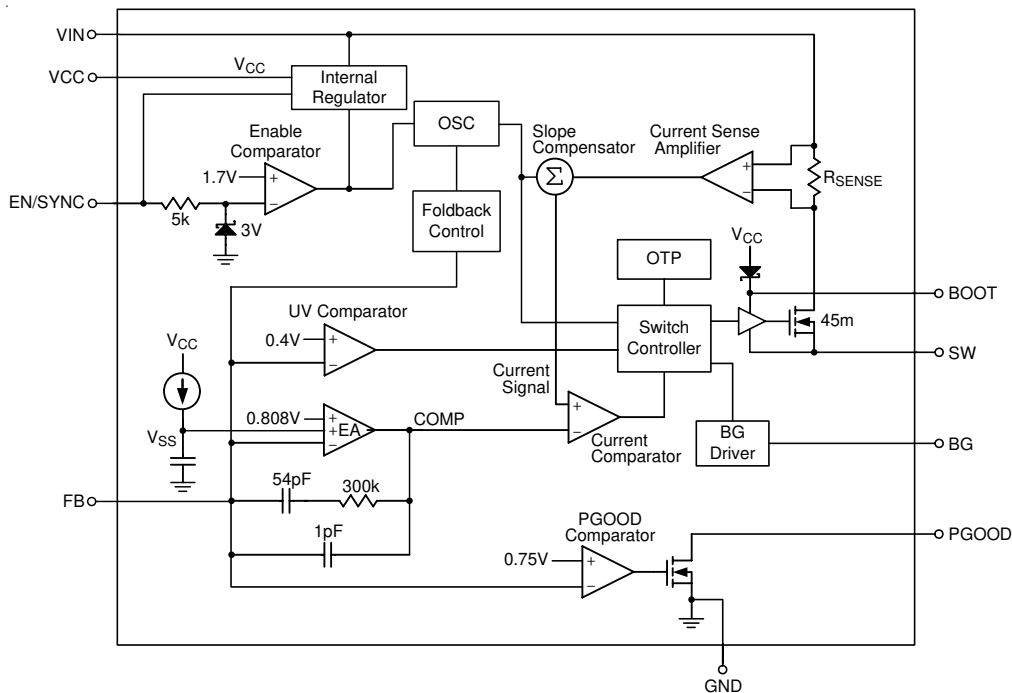 VIN
VCC
VCC
Internal
Regulator
OSC
Enable
Comparator
1.7V
+
−
EN/SYNC
5k
3V
Foldback
Control
Slope
Compensator
Σ
Current Sense
Amplifier
+
−
RSENSE
VCC
OTP
BOOT
Switch
Controller
45m
SW
UV Comparator
0.4V
+
−
VCC
Current
Signal
0.808V
+
+EA
−
COMP
+
−
Current
Comparator
BG
Driver
BG
VSS
54pF
300k
FB
1pF
PGOOD
Comparator
0.75V
+
−
PGOOD
GND